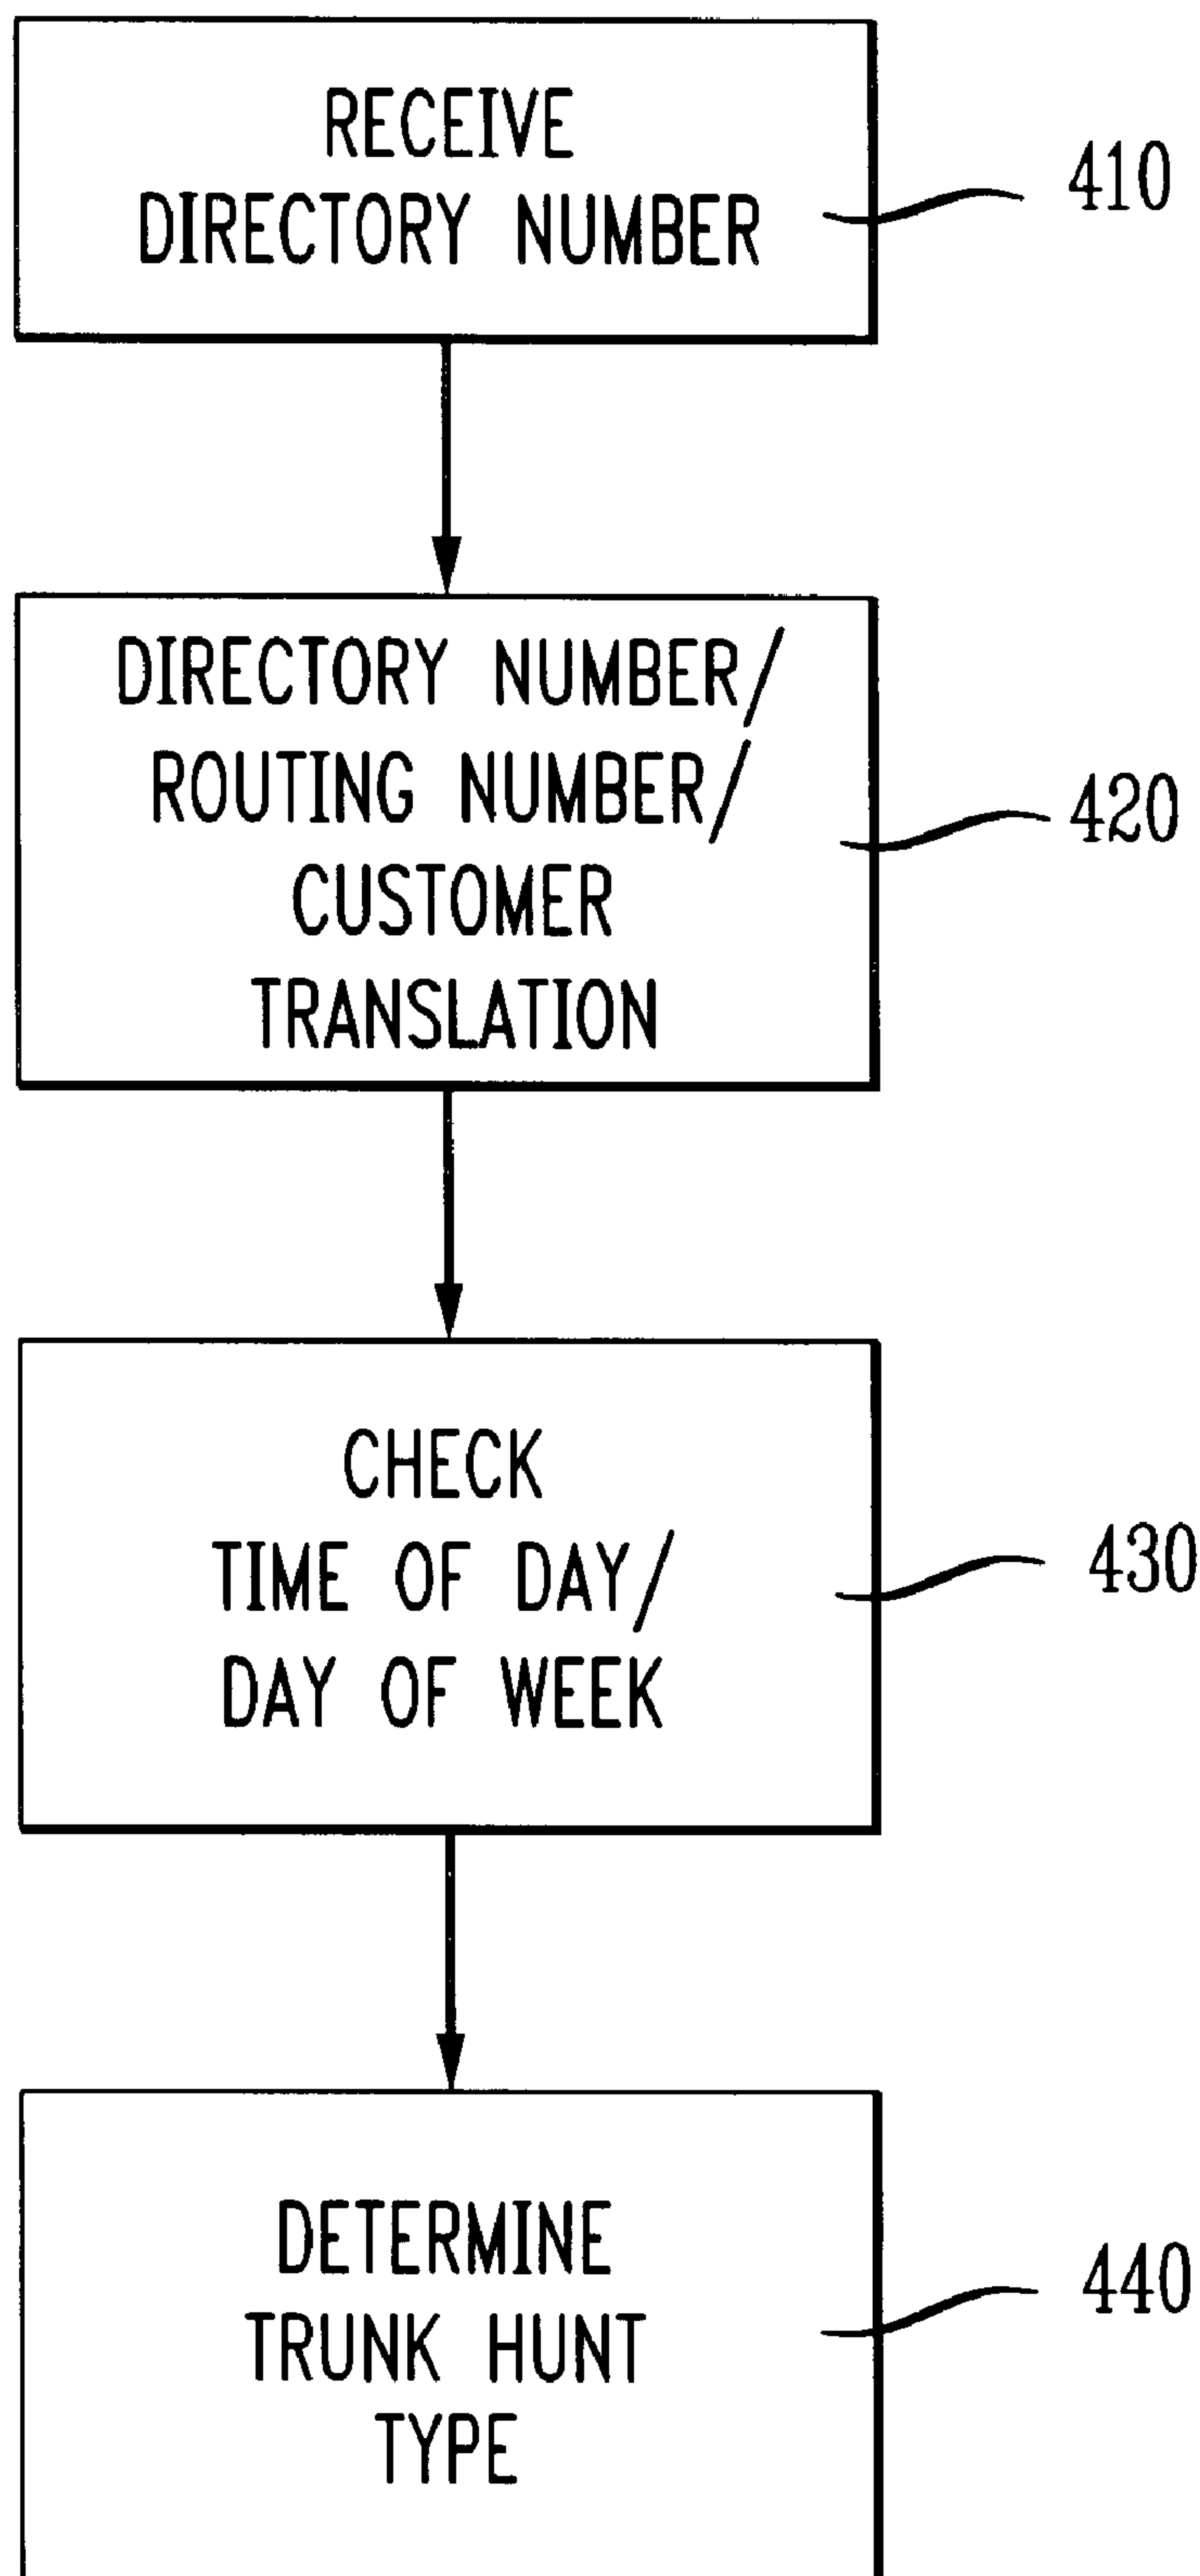 RECEIVE
DIRECTORY NUMBER
410
DIRECTORY NUMBER/
ROUTING NUMBER/
CUSTOMER
TRANSLATION
420
CHECK
TIME OF DAY/
DAY OF WEEK
430
DETERMINE
TRUNK HUNT
TYPE
440